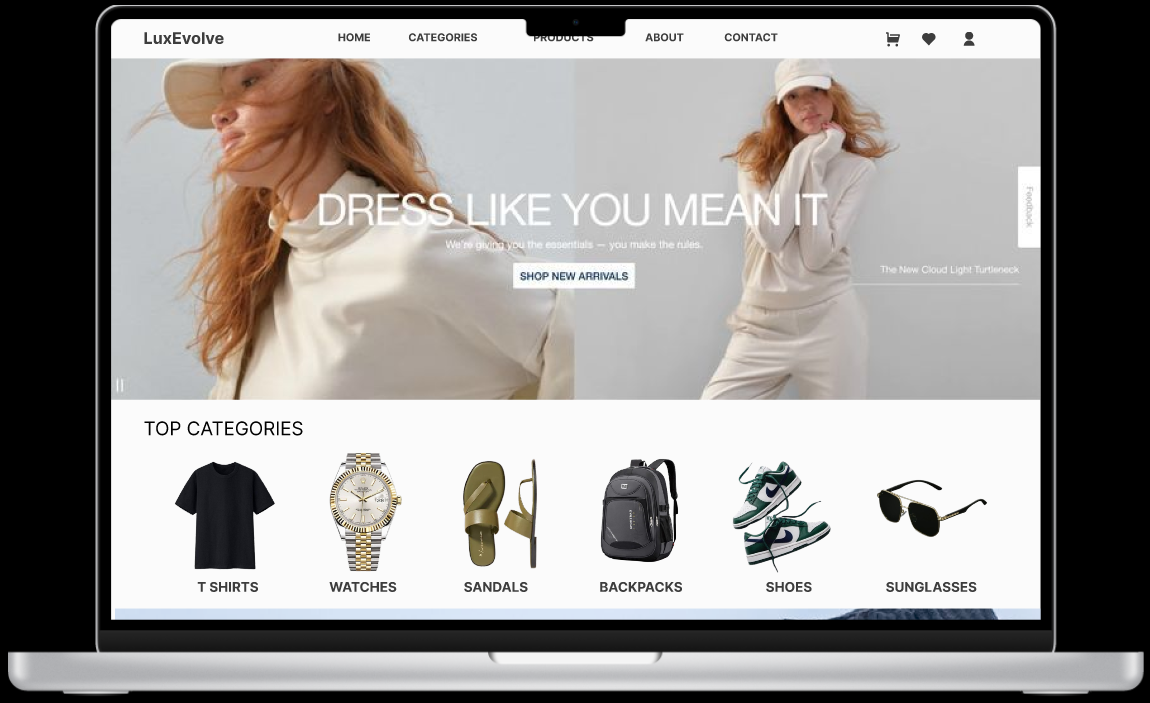 LuxEvolve
HOME
CATEGORIES
PRODUCTS
ABOUT
CONTACT
DRESS LIKE YOU MEAN IT
We're giving you the essentials — you make the rules.
SHOP NEW ARRIVALS
Feedback
The New Cloud Light Turtleneck
TOP CATEGORIES
T SHIRTS
WATCHES
SANDALS
BACKPACKS
SHOES
SUNGLASSES